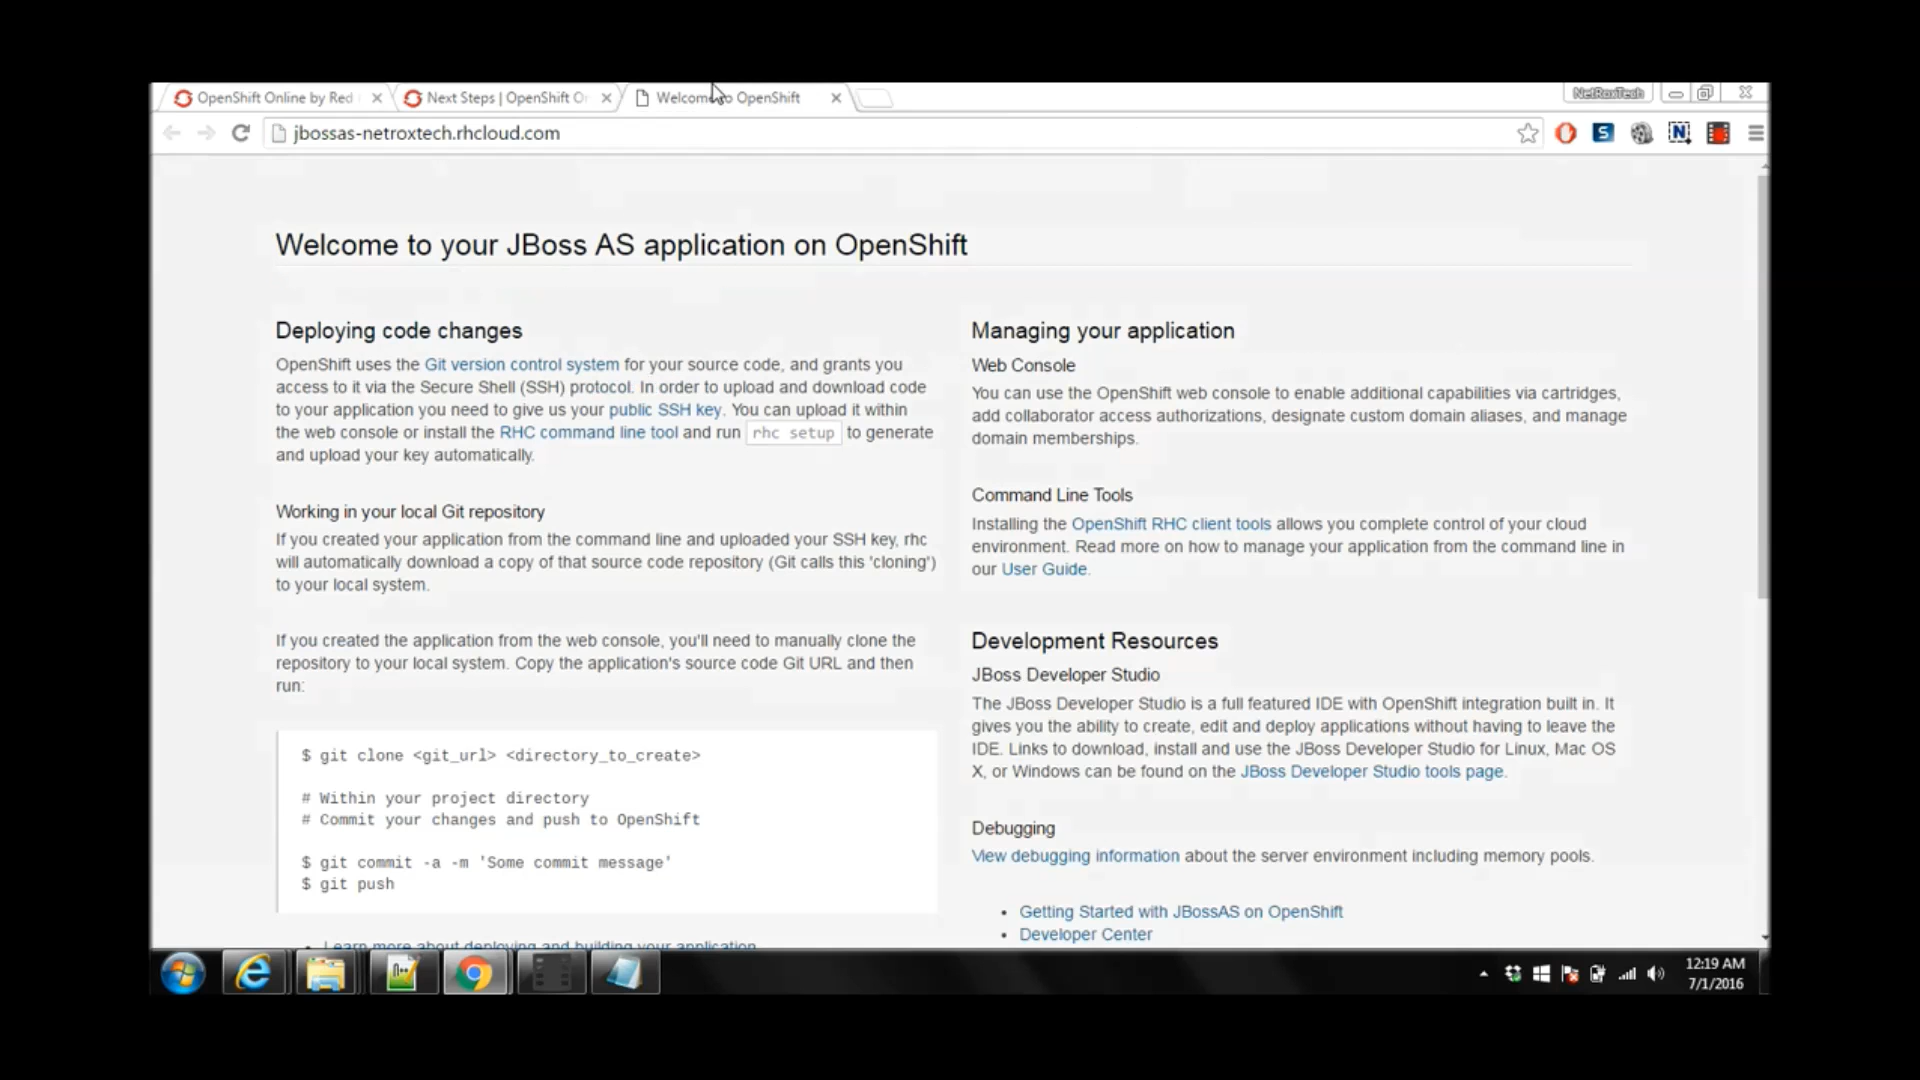 OpenShift Online by Red
Next Steps | OpenShift O
Welcome to OpenShift
NetRoxTech
jbossas-netroxtech.rhcloud.com
Welcome to your JBoss AS application on OpenShift
Deploying code changes
OpenShift uses the Git version control system for your source code, and grants you
access to it via the Secure Shell (SSH) protocol. In order to upload and download code
to your application you need to give us your public SSH key. You can upload it within
the web console or install the RHC command line tool and run rhc setup to generate
and upload your key automatically.
Working in your local Git repository
If you created your application from the command line and uploaded your SSH key, rhc
will automatically download a copy of that source code repository (Git calls this 'cloning')
to your local system.
If you created the application from the web console, you'll need to manually clone the
repository to your local system. Copy the application's source code Git URL and then
run:
$ git clone <git_url> <directory_to_create>
# Within your project directory
# Commit your changes and push to OpenShift
$ git commit -a -m 'Some commit message'
$ git push
Learn more about deploying and building your application
Managing your application
Web Console
You can use the OpenShift web console to enable additional capabilities via cartridges,
add collaborator access authorizations, designate custom domain aliases, and manage
domain memberships.
Command Line Tools
Installing the OpenShift RHC client tools allows you complete control of your cloud
environment. Read more on how to manage your application from the command line in
our User Guide.
Development Resources
JBoss Developer Studio
The JBoss Developer Studio is a full featured IDE with OpenShift integration built in. It
gives you the ability to create, edit and deploy applications without having to leave the
IDE. Links to download, install and use the JBoss Developer Studio for Linux, Mac OS
X, or Windows can be found on the JBoss Developer Studio tools page.
Debugging
View debugging information about the server environment including memory pools.
Getting Started with JBossAS on OpenShift
Developer Center
12:19 AM
7/1/2016